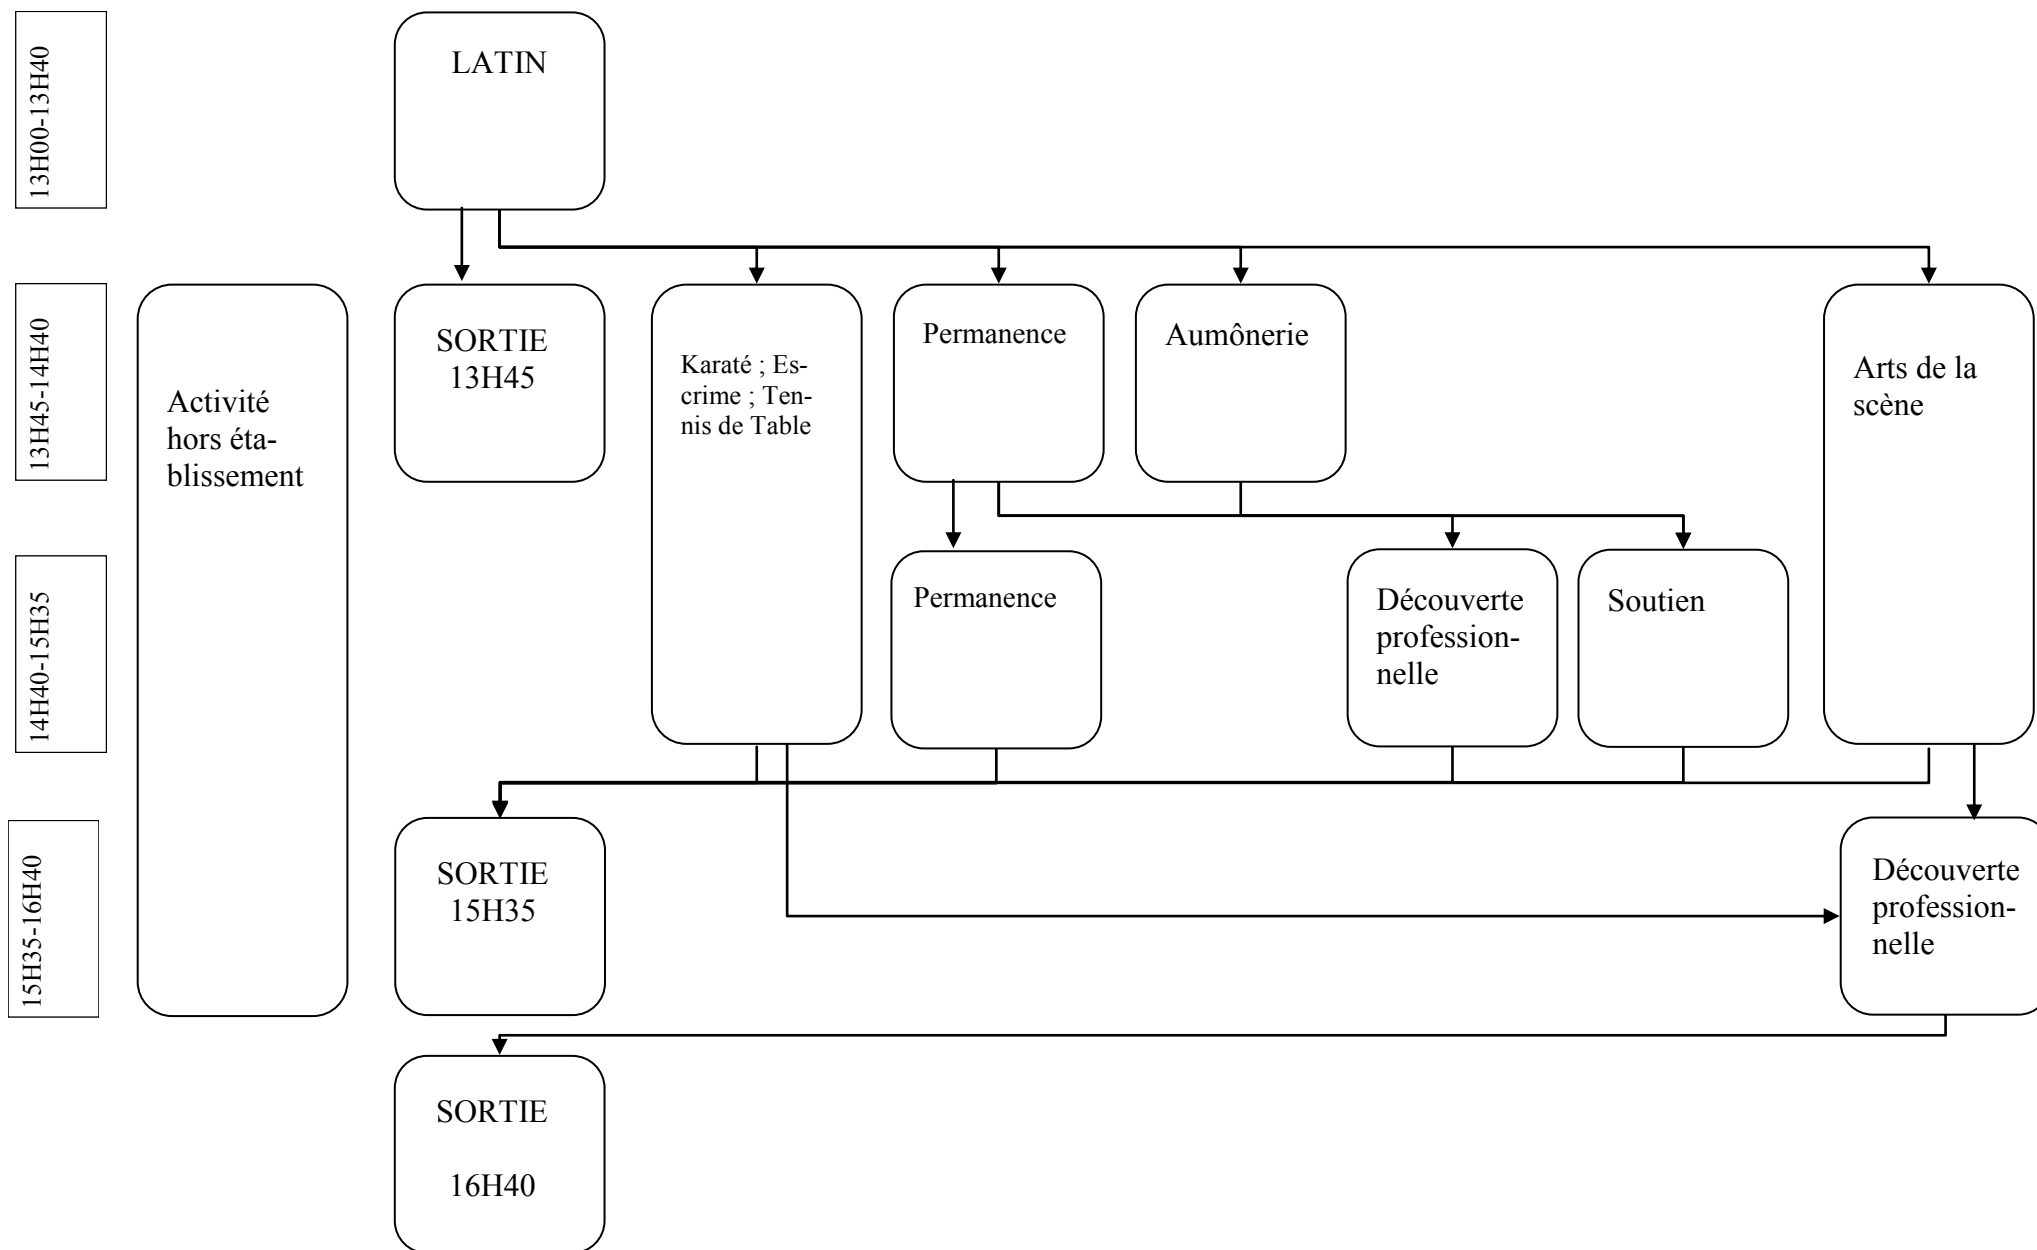 13H00-13H40
LATIN
13H45-14H40
Activité
hors éta-
blissement
SORTIE
13H45
Karaté ; Es-
crime ; Ten-
nis de Table
Permanence
Aumônerie
Arts de la
scène
14H40-15H35
Permanence
Découverte
profession-
nelle
Soutien
15H35-16H40
SORTIE
15H35
Découverte
profession-
nelle
SORTIE
16H40